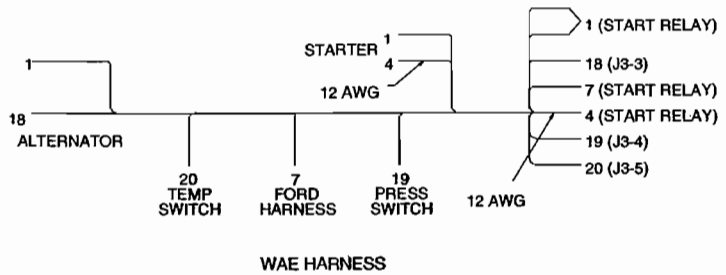 1 (START RELAY)
1
STARTER
4
18 (J3-3)
1
12 AWG
7 (START RELAY)
18
4 (START RELAY)
ALTERNATOR
19 (J3-4)
20 (J3-5)
20
TEMP
SWITCH
7
FORD
HARNESS
19
PRESS
SWITCH
12 AWG
WAE HARNESS